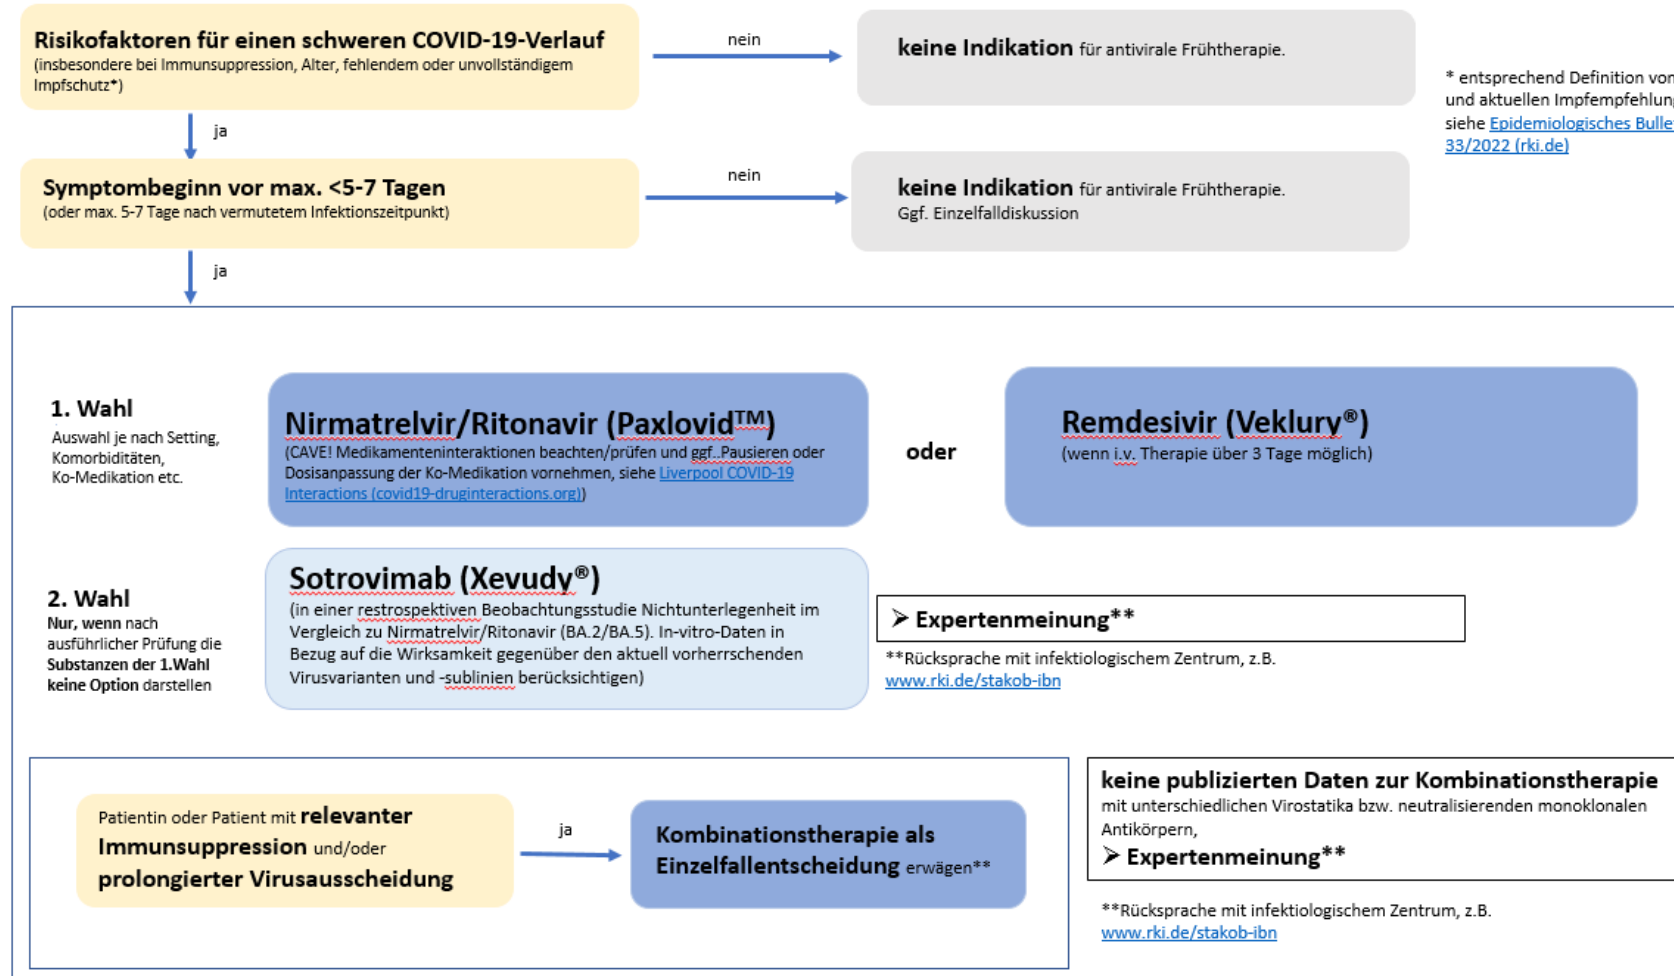 Risikofaktoren für einen schweren COVID-19-Verlauf
(insbesondere bei Immunsuppression, Alter, fehlendem oder unvollständigem
Impfschutz*)
nein
keine Indikation für antivirale Frühtherapie.
* entsprechend Definition von
und aktuellen
siehe Epidemiologisches
33/2022 (rki.de)
ja
Symptombeginn vor max. <5-7 Tagen
(oder max. 5-7 Tage nach vermutetem Infektionszeitpunkt)
nein
keine Indikation für antivirale Frühtherapie.
Ggf. Einzelfalldiskussion
ja
1. Wahl
Auswahl je nach Setting,
Komorbiditäten,
Ko-Medikation etc.
Nirmatrelvir/Ritonavir (Paxlovid™)
(CAVE! Medikamenteninteraktionen beachten/prüfen und ggf..Pausieren oder
Dosisanpassung der Ko-Medikation vornehmen, siehe Liverpool COVID-19
Interactions (covid19-druginteractions.org))
oder
Remdesivir (Veklury®)
(wenn i.v. Therapie über 3 Tage möglich)
2. Wahl
Nur, wenn nach
ausführlicher Prüfung die
Substanzen der 1.Wahl
keine Option darstellen
Sotrovimab (Xevudy®)
(in einer restrospektiven Beobachtungsstudie Nichtunterlegenheit im
Vergleich zu Nirmatrelvir/Ritonavir (BA.2/BA.5). In-vitro-Daten in
Bezug auf die Wirksamkeit gegenüber den aktuell vorherrschenden
Virusvarianten und -sublinien berücksichtigen)
➢ Expertenmeinung**
**Rücksprache mit infektiologischem Zentrum, z.B.
www.rki.de/stakob-ibn
Patientin oder Patient mit relevanter
Immunsuppression und/oder
prolongierter Virusausscheidung
ja
Kombinationstherapie als
Einzelfallentscheidung erwägen**
keine publizierten Daten zur Kombinationstherapie
mit unterschiedlichen Virostatika bzw. neutralisierenden monoklonalen
Antikörpern,
➢ Expertenmeinung**
**Rücksprache mit infektiologischem Zentrum, z.B.
www.rki.de/stakob-ibn